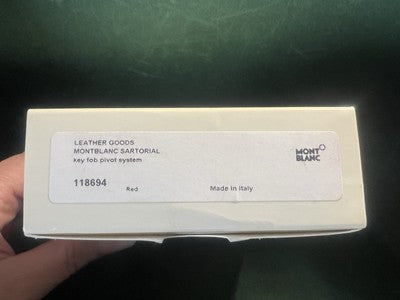 LEATHER GOODS
MONTBLANC SARTORIAL
key fob pivot system
MONT
BLANC
118694 Red Made in Italy